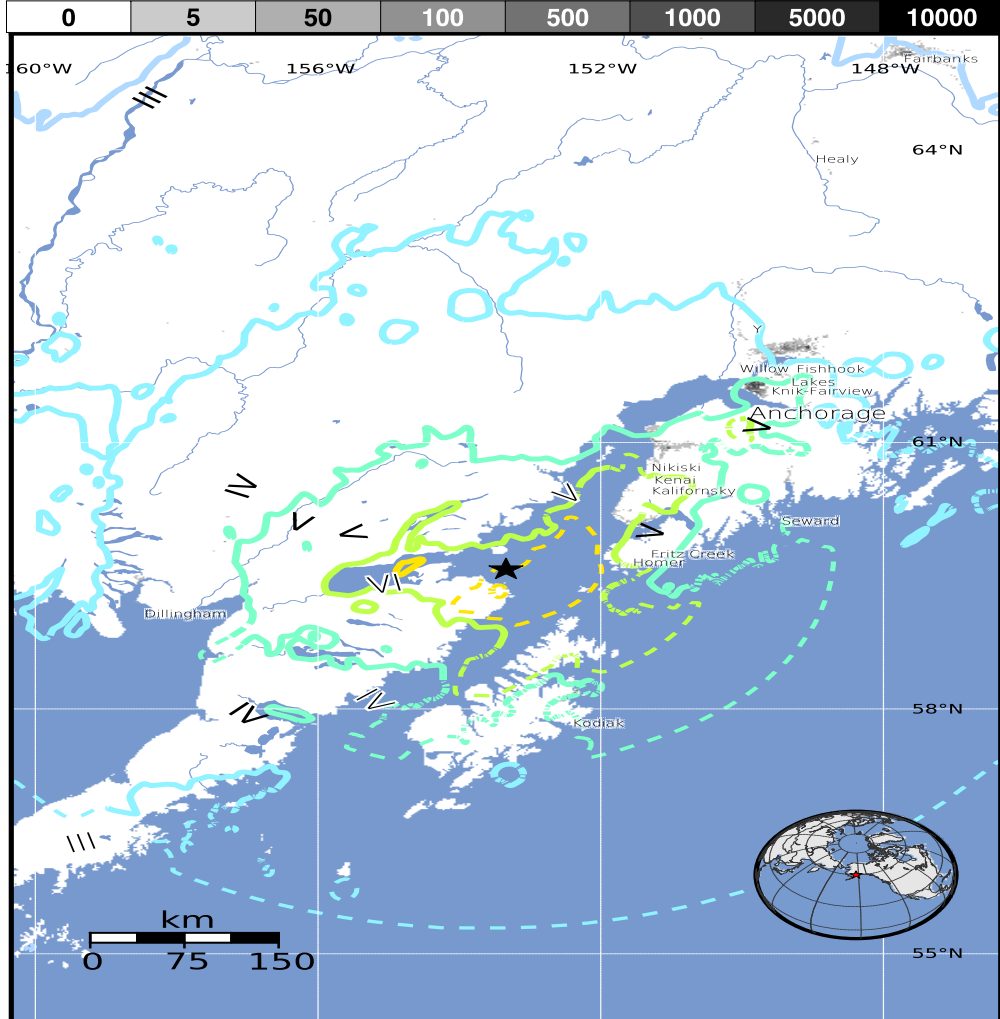 0 5 50 100 500 1000 5000 10000
60°W 156°W 152°W 148°W
Fairbanks
III
64°N
Healy
Y
Willow Fishhook
Lakes
Knik-Fairview
Anchorage
V
61°N
Nikiski
Kenai
Kalifornsky
IV
V
V
V
Seward
V
Fritz Creek
Homer
VI
Dillingham
IV
IV
58°N
Kodiak
III
km
0 75 150
55°N